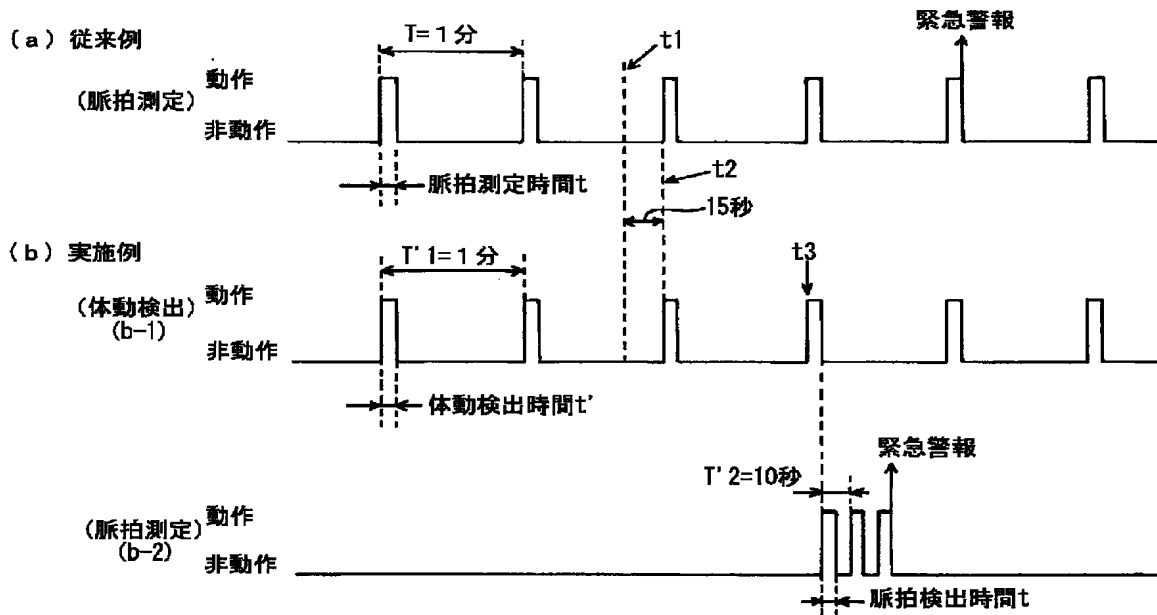 (a) 従来例
T=1分
t1
緊急警報
(脈拍測定)
動作
非動作
脈拍測定時間t
t2
15秒
(b) 実施例
T'1=1分
t3
(体動検出)
(b-1)
動作
非動作
体動検出時間t'
緊急警報
T'2=10秒
(脈拍測定)
(b-2)
動作
非動作
脈拍検出時間t